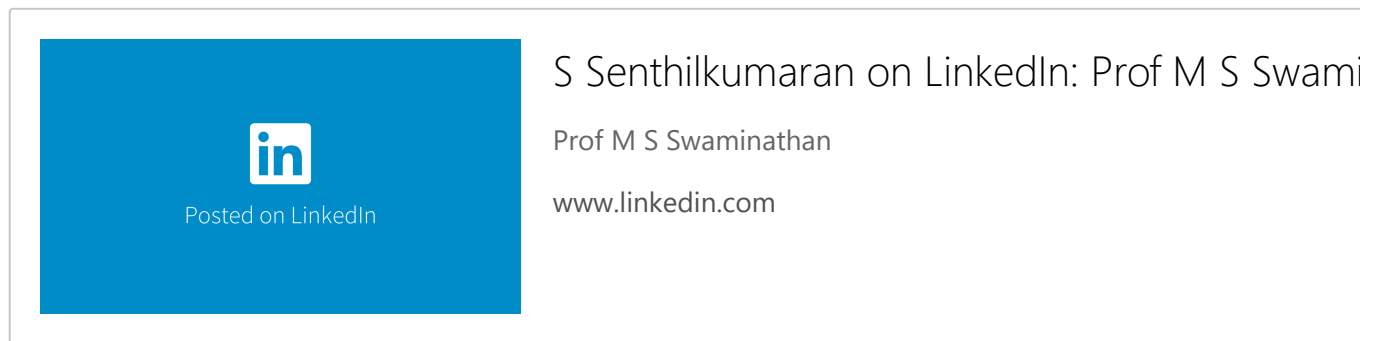 in
Posted on LinkedIn
S Senthilkumaran on LinkedIn: Prof M S Swami
Prof M S Swaminathan
www.linkedin.com